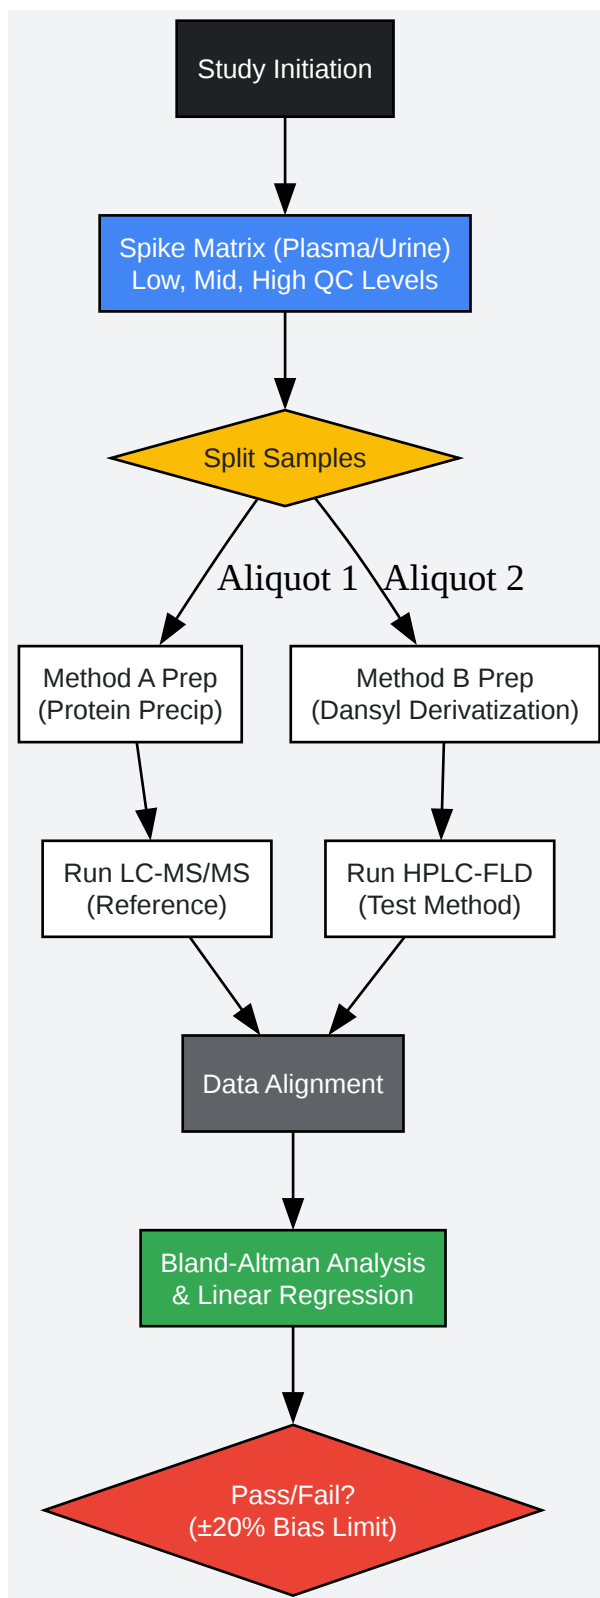 Study Initiation
Spike Matrix (Plasma/Urine)
Low, Mid, High QC Levels
Split Samples
Aliquot 1
Aliquot 2
Method A Prep
(Protein Precip)
Method B Prep
(Dansyl Derivatization)
Run LC-MS/MS
(Reference)
Run HPLC-FLD
(Test Method)
Data Alignment
Bland-Altman Analysis
& Linear Regression
Pass/Fail?
(±20% Bias Limit)